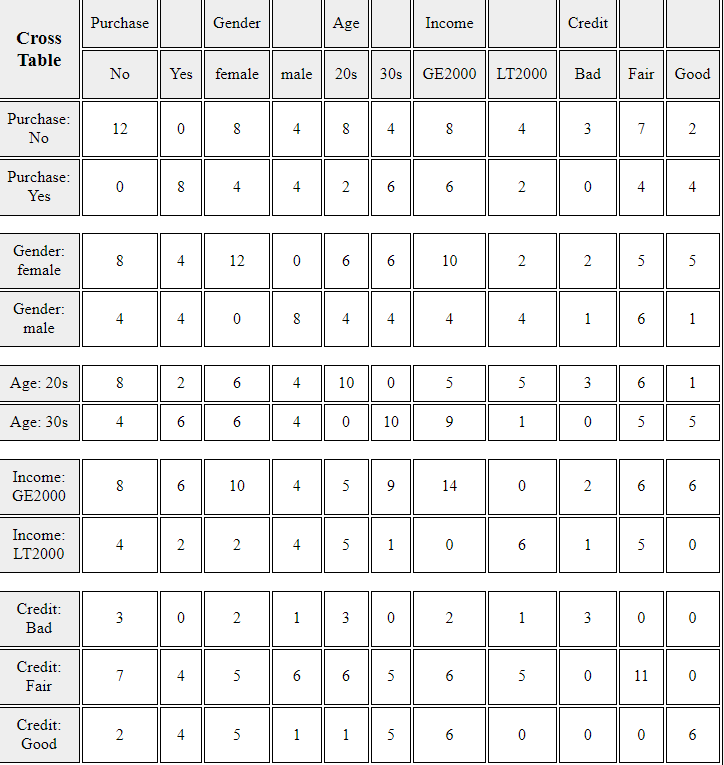 Cross Table Purchase Gender Age Income Credit
No Yes female male 20s 30s GE2000 LT2000 Bad Fair Good
Purchase: No 12 0 8 4 8 4 8 4 3 7 2
Purchase: Yes 0 8 4 4 2 6 6 2 0 4 4
Gender: female 8 4 12 0 6 6 10 2 2 5 5
Gender: male 4 4 0 8 4 4 4 4 1 6 1
Age: 20s 8 2 6 4 10 0 5 5 3 6 1
Age: 30s 4 6 6 4 0 10 9 1 0 5 5
Income: GE2000 8 6 10 4 5 9 14 0 2 6 6
Income: LT2000 4 2 2 4 5 1 0 6 1 5 0
Credit: Bad 3 0 2 1 3 0 2 1 3 0 0
Credit: Fair 7 4 5 6 6 5 6 5 0 11 0
Credit: Good 2 4 5 1 1 5 6 0 0 0 6